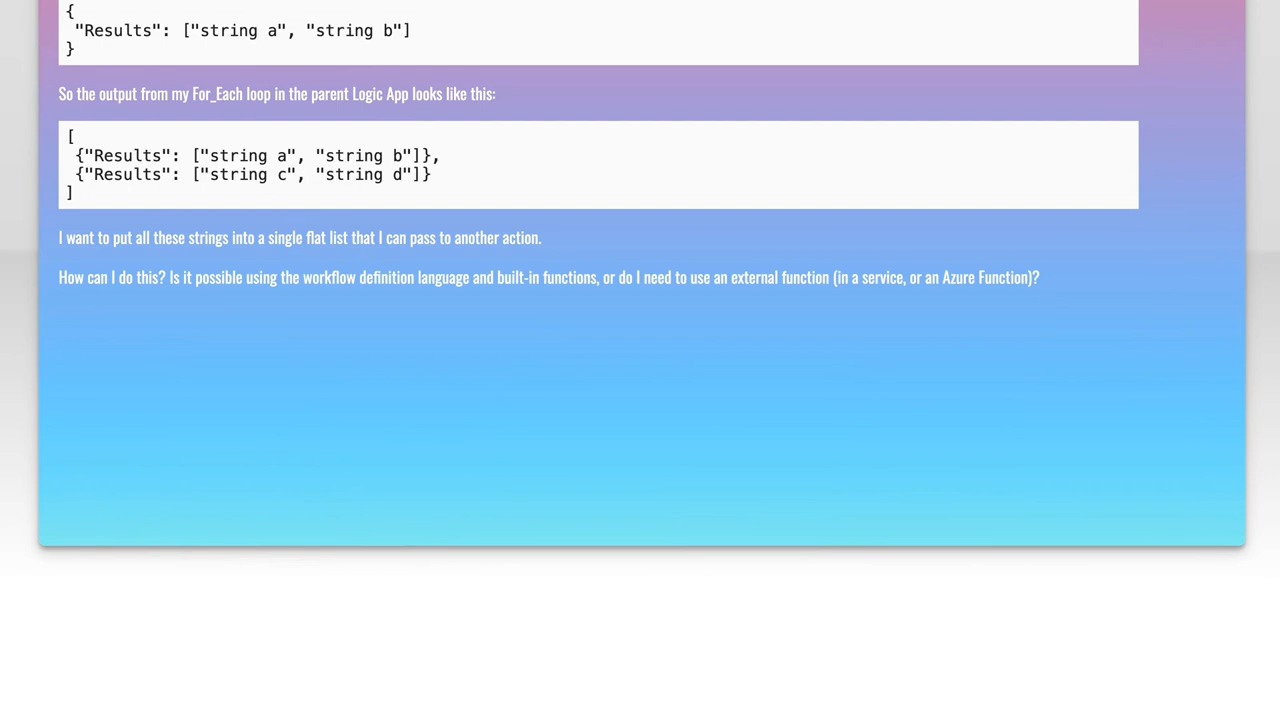 {
 "Results": ["string a", "string b"]
}
So the output from my For_Each loop in the parent Logic App looks like this:
[
 {"Results": ["string a", "string b"]},
 {"Results": ["string c", "string d"]}
]
I want to put all these strings into a single flat list that I can pass to another action.
How can I do this? Is it possible using the workflow definition language and built-in functions, or do I need to use an external function (in a service, or an Azure Function)?